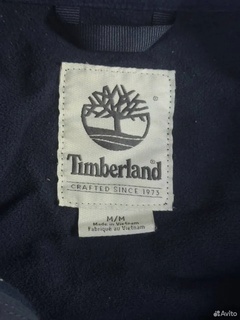 Timberland
CRAFTED SINCE 1973
M/M
Made in Vietnam
Fabriqué au Vietnam
Avito